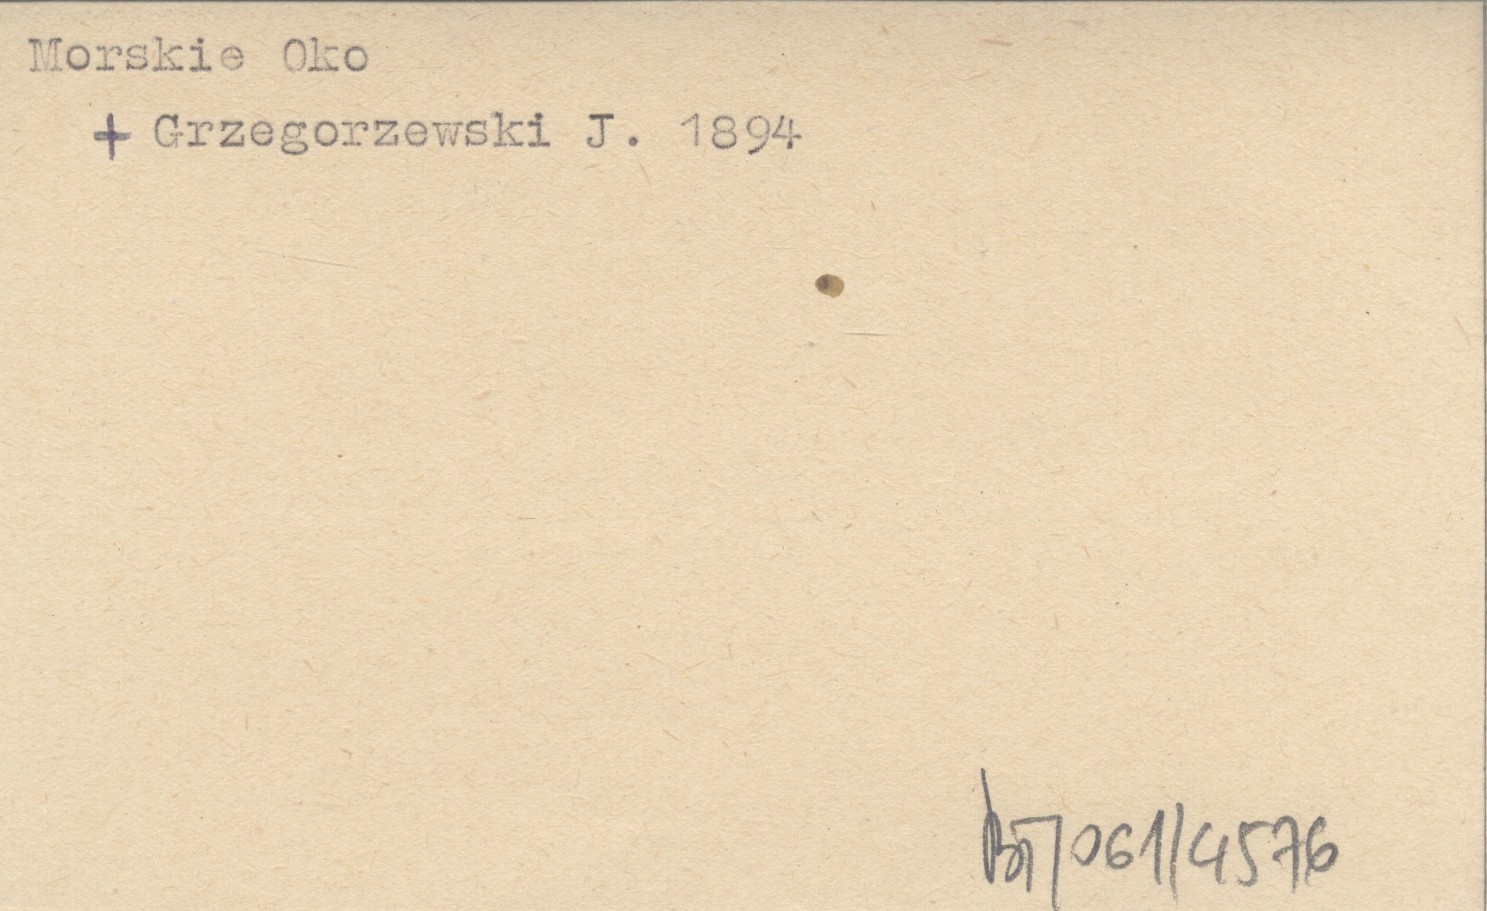 Morskie Oko
+ Grzegorzewski J. 1894
061/4576